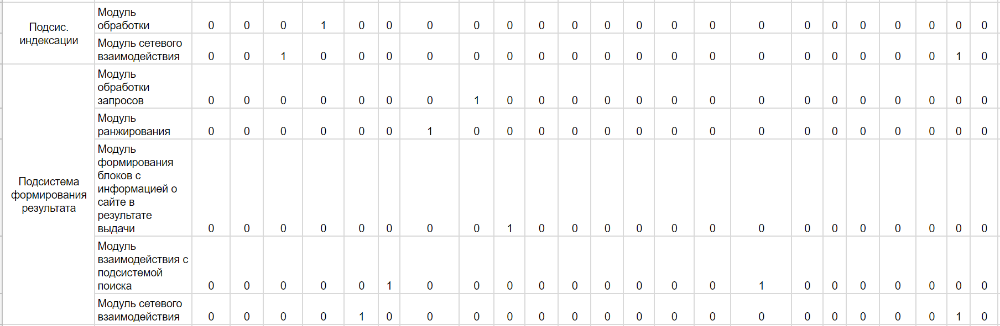 Подсис.
индексации
Модуль
обработки
0 0 0 1 0 0 0 0 0 0 0 0 0 0 0 0 0 0 0 0 0 0 0
Модуль сетевого
взаимодействия
0 0 1 0 0 0 0 0 0 0 0 0 0 0 0 0 0 0 0 0 0 1 0
Подсистема
формирования
результата
Модуль
обработки
запросов
0 0 0 0 0 0 0 1 0 0 0 0 0 0 0 0 0 0 0 0 0 0 0
Модуль
ранжирования
0 0 0 0 0 0 1 0 0 0 0 0 0 0 0 0 0 0 0 0 0 0 0
Модуль
формирования
блоков с
информацией о
сайте в
результате
выдачи
0 0 0 0 0 0 0 0 1 0 0 0 0 0 0 0 0 0 0 0 0 0 0
Модуль
взаимодействия с
подсистемой
поиска
0 0 0 0 0 1 0 0 0 0 0 0 0 0 0 1 0 0 0 0 0 0 0
Модуль сетевого
взаимодействия
0 0 0 0 1 0 0 0 0 0 0 0 0 0 0 0 0 0 0 0 0 1 0